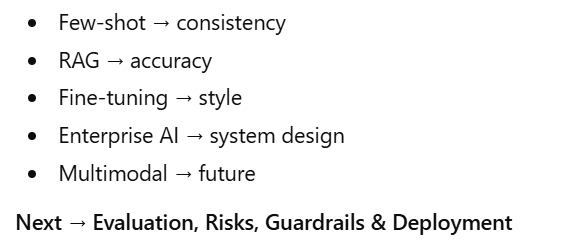 • Few-shot → consistency
• RAG → accuracy
• Fine-tuning → style
• Enterprise AI → system design
• Multimodal → future
Next → Evaluation, Risks, Guardrails & Deployment